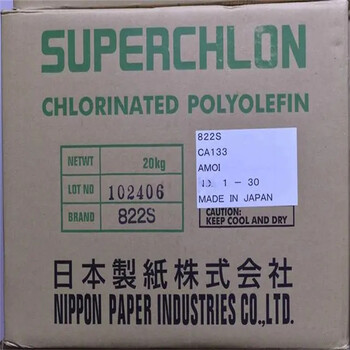 SUPERCHLON
CHLORINATED POLYOLEFIN
NETWT 20kg
LOT NO 102406
BRAND 822S
822S
CA133
AMOI
NO. 1 - 30
MADE IN JAPAN
CAUTION:
KEEP COOL AND DRY
日本製紙株式会社
NIPPON PAPER INDUSTRIES CO.,LTD.